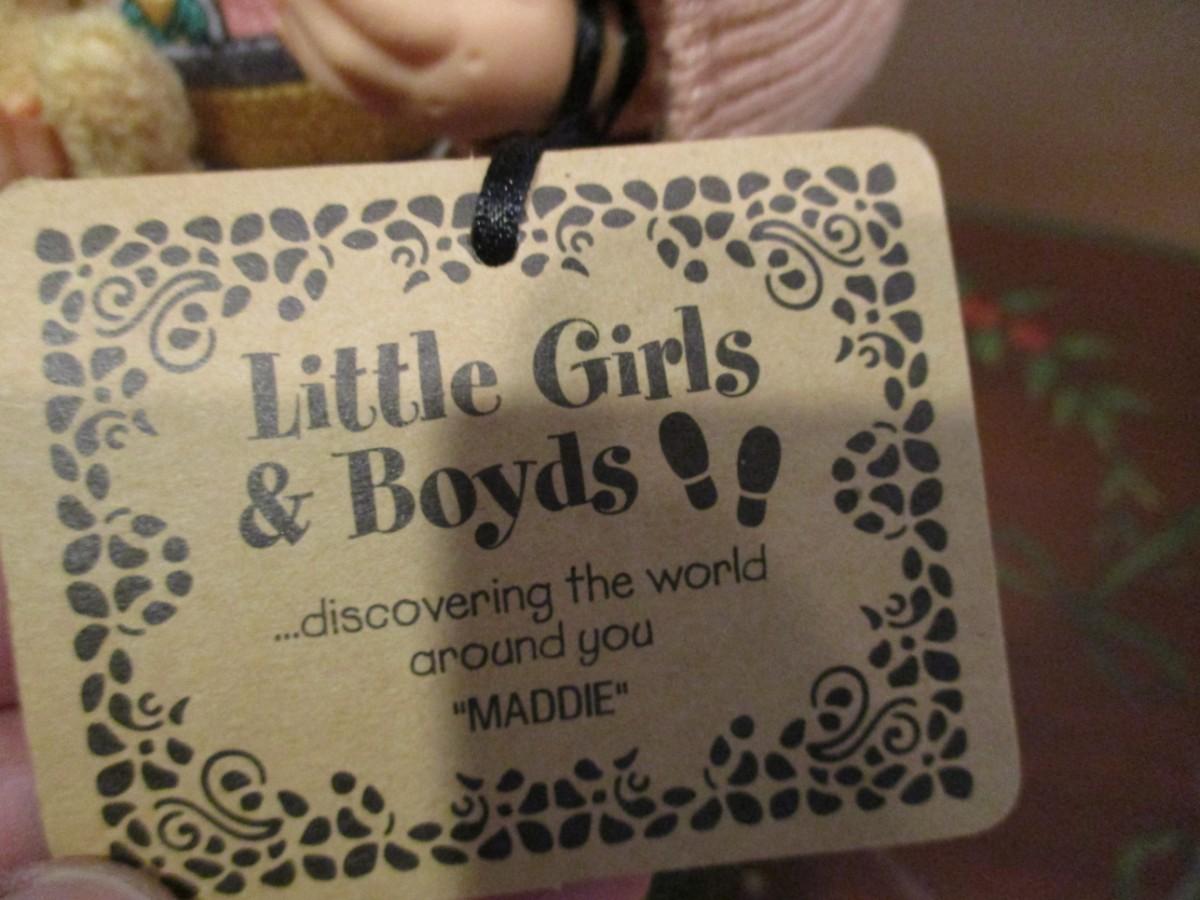 Little Girls
& Boyds
...discovering the world
around you
"MADDIE"